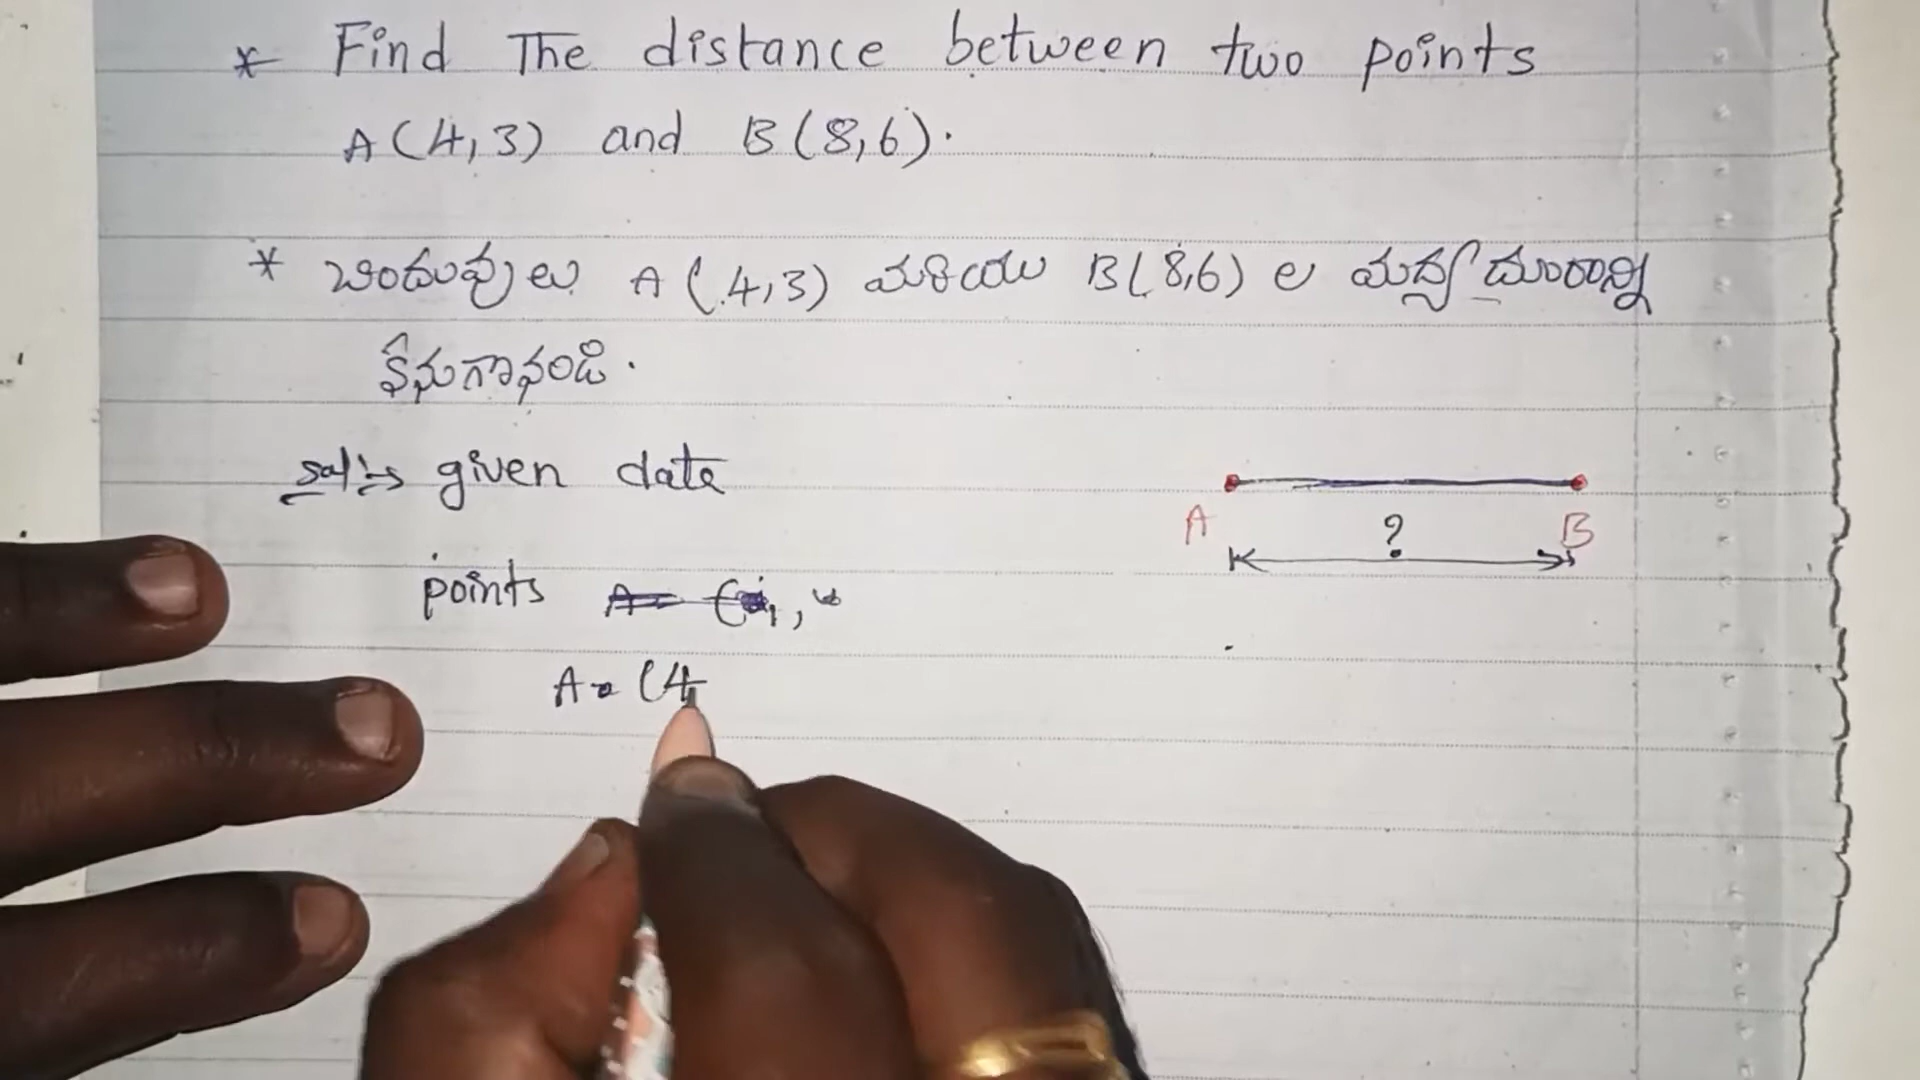 * Find The distance between two points
A(4,3) and B(8,6).
* బిందువులు A(4,3) మరియు B(8,6) ల మధ్య దూరాన్ని
కనుగొనండి.
Sol:- given date
points
A = (4
A ? B